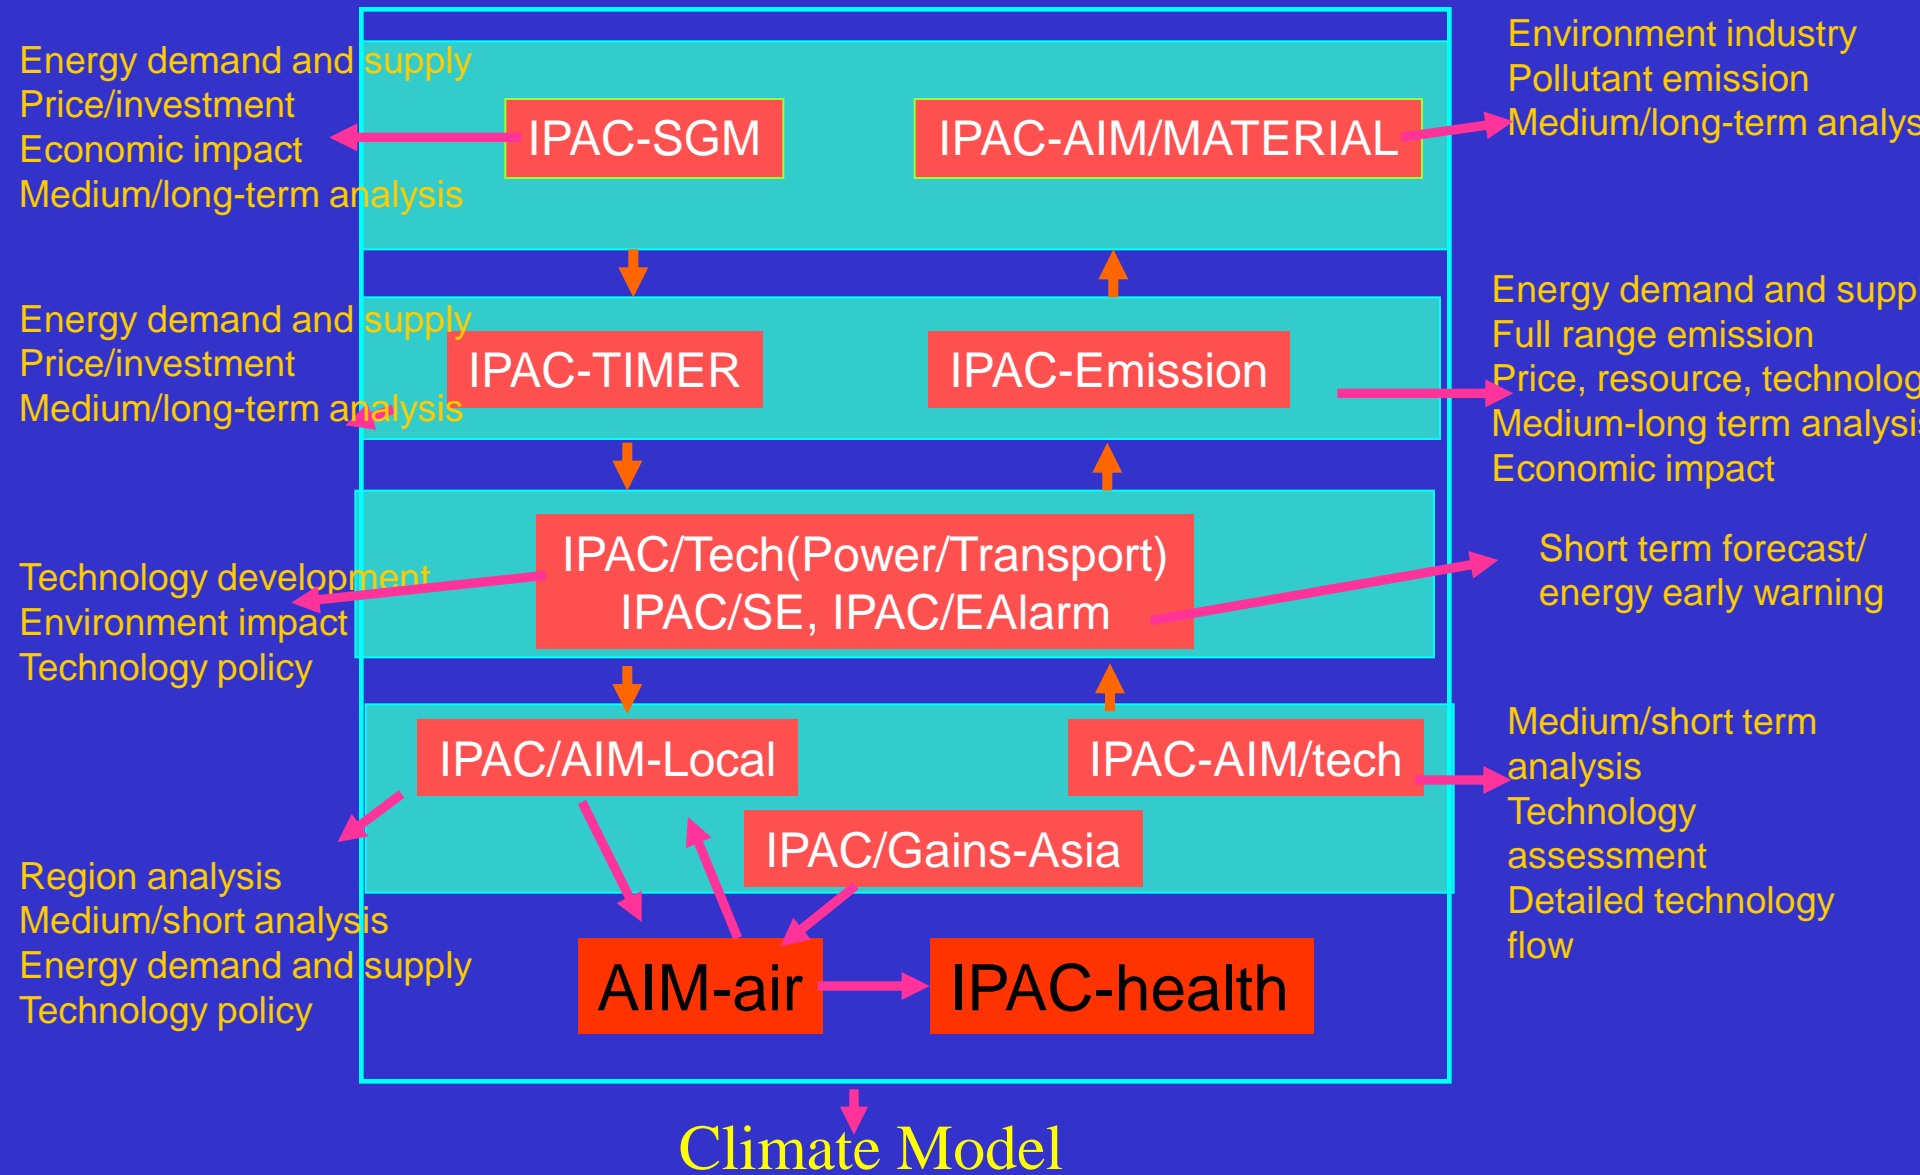 Energy demand and supply
Price/investment
Economic impact
Medium/long-term analysis
IPAC-SGM
IPAC-AIM/MATERIAL
Environment industry
Pollutant emission
Medium/long-term analys
Energy demand and supply
Price/investment
Medium/long-term analysis
IPAC-TIMER
IPAC-Emission
Energy demand and supp
Full range emission
Price, resource, technolog
Medium-long term analysis
Economic impact
Technology development
Environment impact
Technology policy
IPAC/Tech(Power/Transport)
IPAC/SE, IPAC/EAlarm
Short term forecast/
energy early warning
IPAC/AIM-Local
IPAC-AIM/tech
IPAC/Gains-Asia
Medium/short term
analysis
Technology
assessment
Detailed technology
flow
Region analysis
Medium/short analysis
Energy demand and supply
Technology policy
AIM-air
IPAC-health
Climate Model